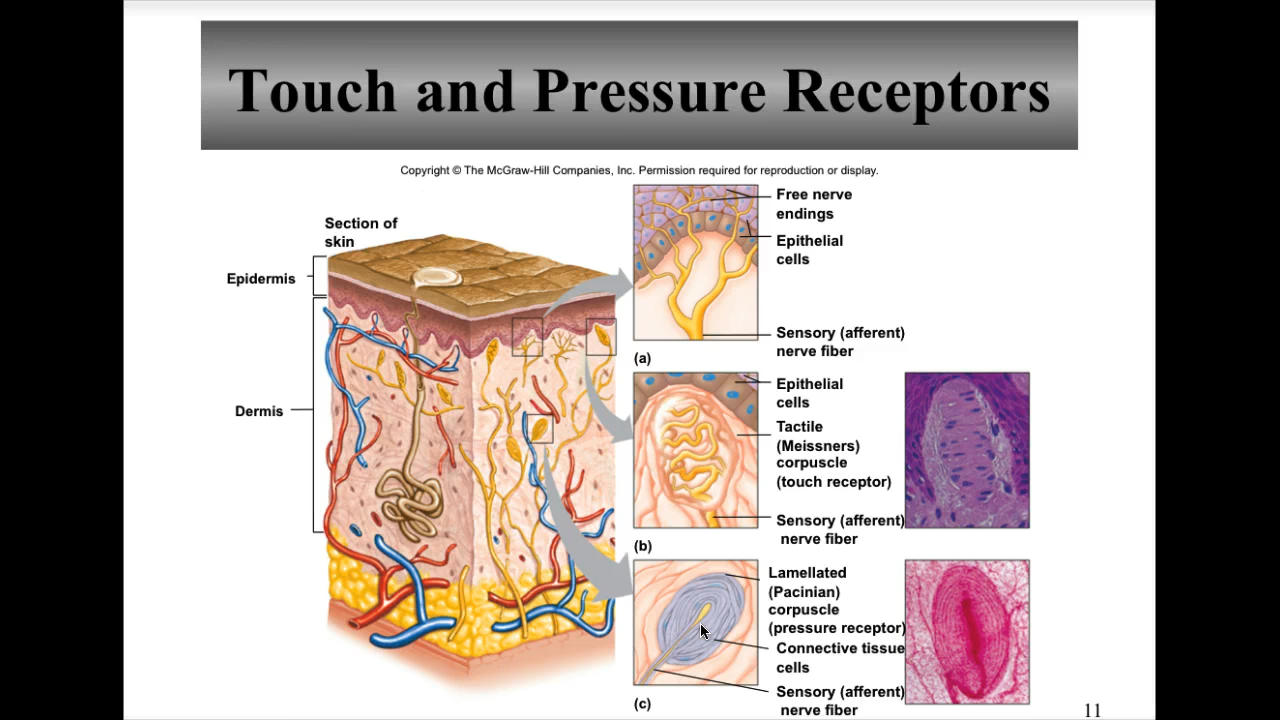 Touch and Pressure Receptors
Copyright © The McGraw-Hill Companies, Inc. Permission required for reproduction or display.
Section of
skin
Epidermis
Dermis
Free nerve
endings
Epithelial
cells
Sensory (afferent)
nerve fiber
(a)
Epithelial
cells
Tactile
(Meissners)
corpuscle
(touch receptor)
Sensory (afferent)
nerve fiber
(b)
Lamellated
(Pacinian)
corpuscle
(pressure receptor)
Connective tissue
cells
Sensory (afferent)
nerve fiber
(c)
11